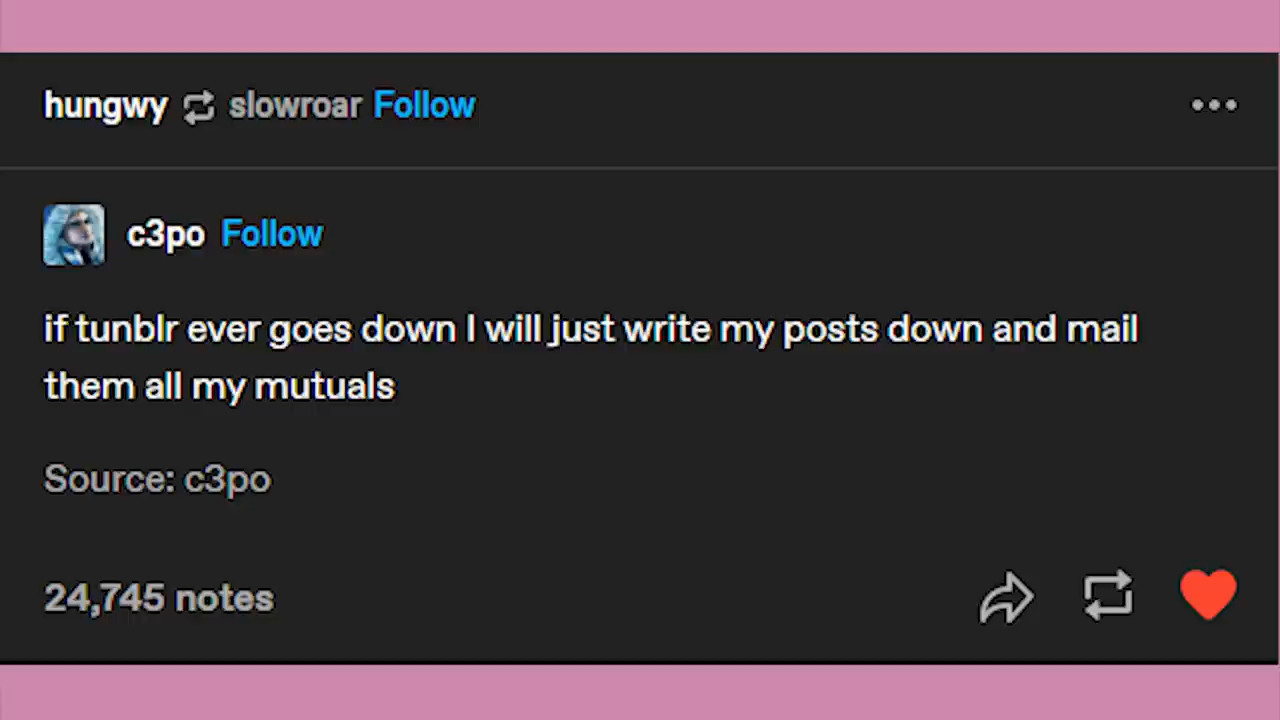 hungwy slowroar Follow
c3po Follow
if tunblr ever goes down I will just write my posts down and mail
them all my mutuals
Source: c3po
24,745 notes